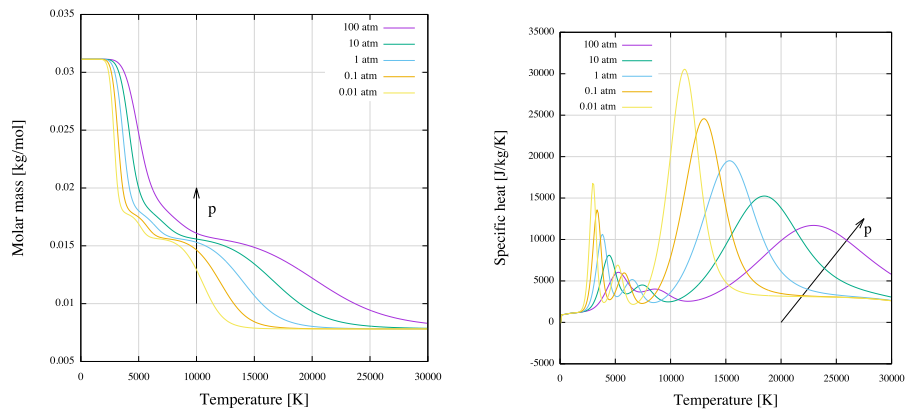 0.035
0.03
0.025
0.02
0.015
0.01
0.005
0
5000
10000
15000
20000
25000
30000
Molar mass [kg/mol]
Temperature [K]
100 atm
10 atm
1 atm
0.1 atm
0.01 atm
p
35000
30000
25000
20000
15000
10000
5000
0
-5000
0
5000
10000
15000
20000
25000
30000
Specific heat [J/kg/K]
Temperature [K]
100 atm
10 atm
1 atm
0.1 atm
0.01 atm
p